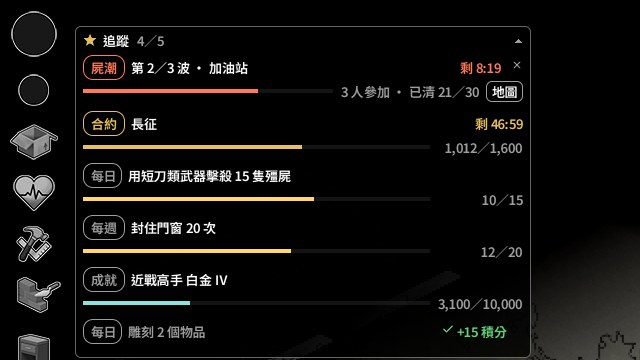 追蹤 4／5
屍潮 第 2／3 波 · 加油站 剩 8:19 ×
3 人參加 · 已清 21／30 地圖
合約 長征 剩 46:59
1,012／1,600
每日 用短刀類武器擊殺 15 隻殭屍
10／15
每週 封住門窗 20 次
12／20
成就 近戰高手 白金 IV
3,100／10,000
每日 雕刻 2 個物品 ✓ +15 積分